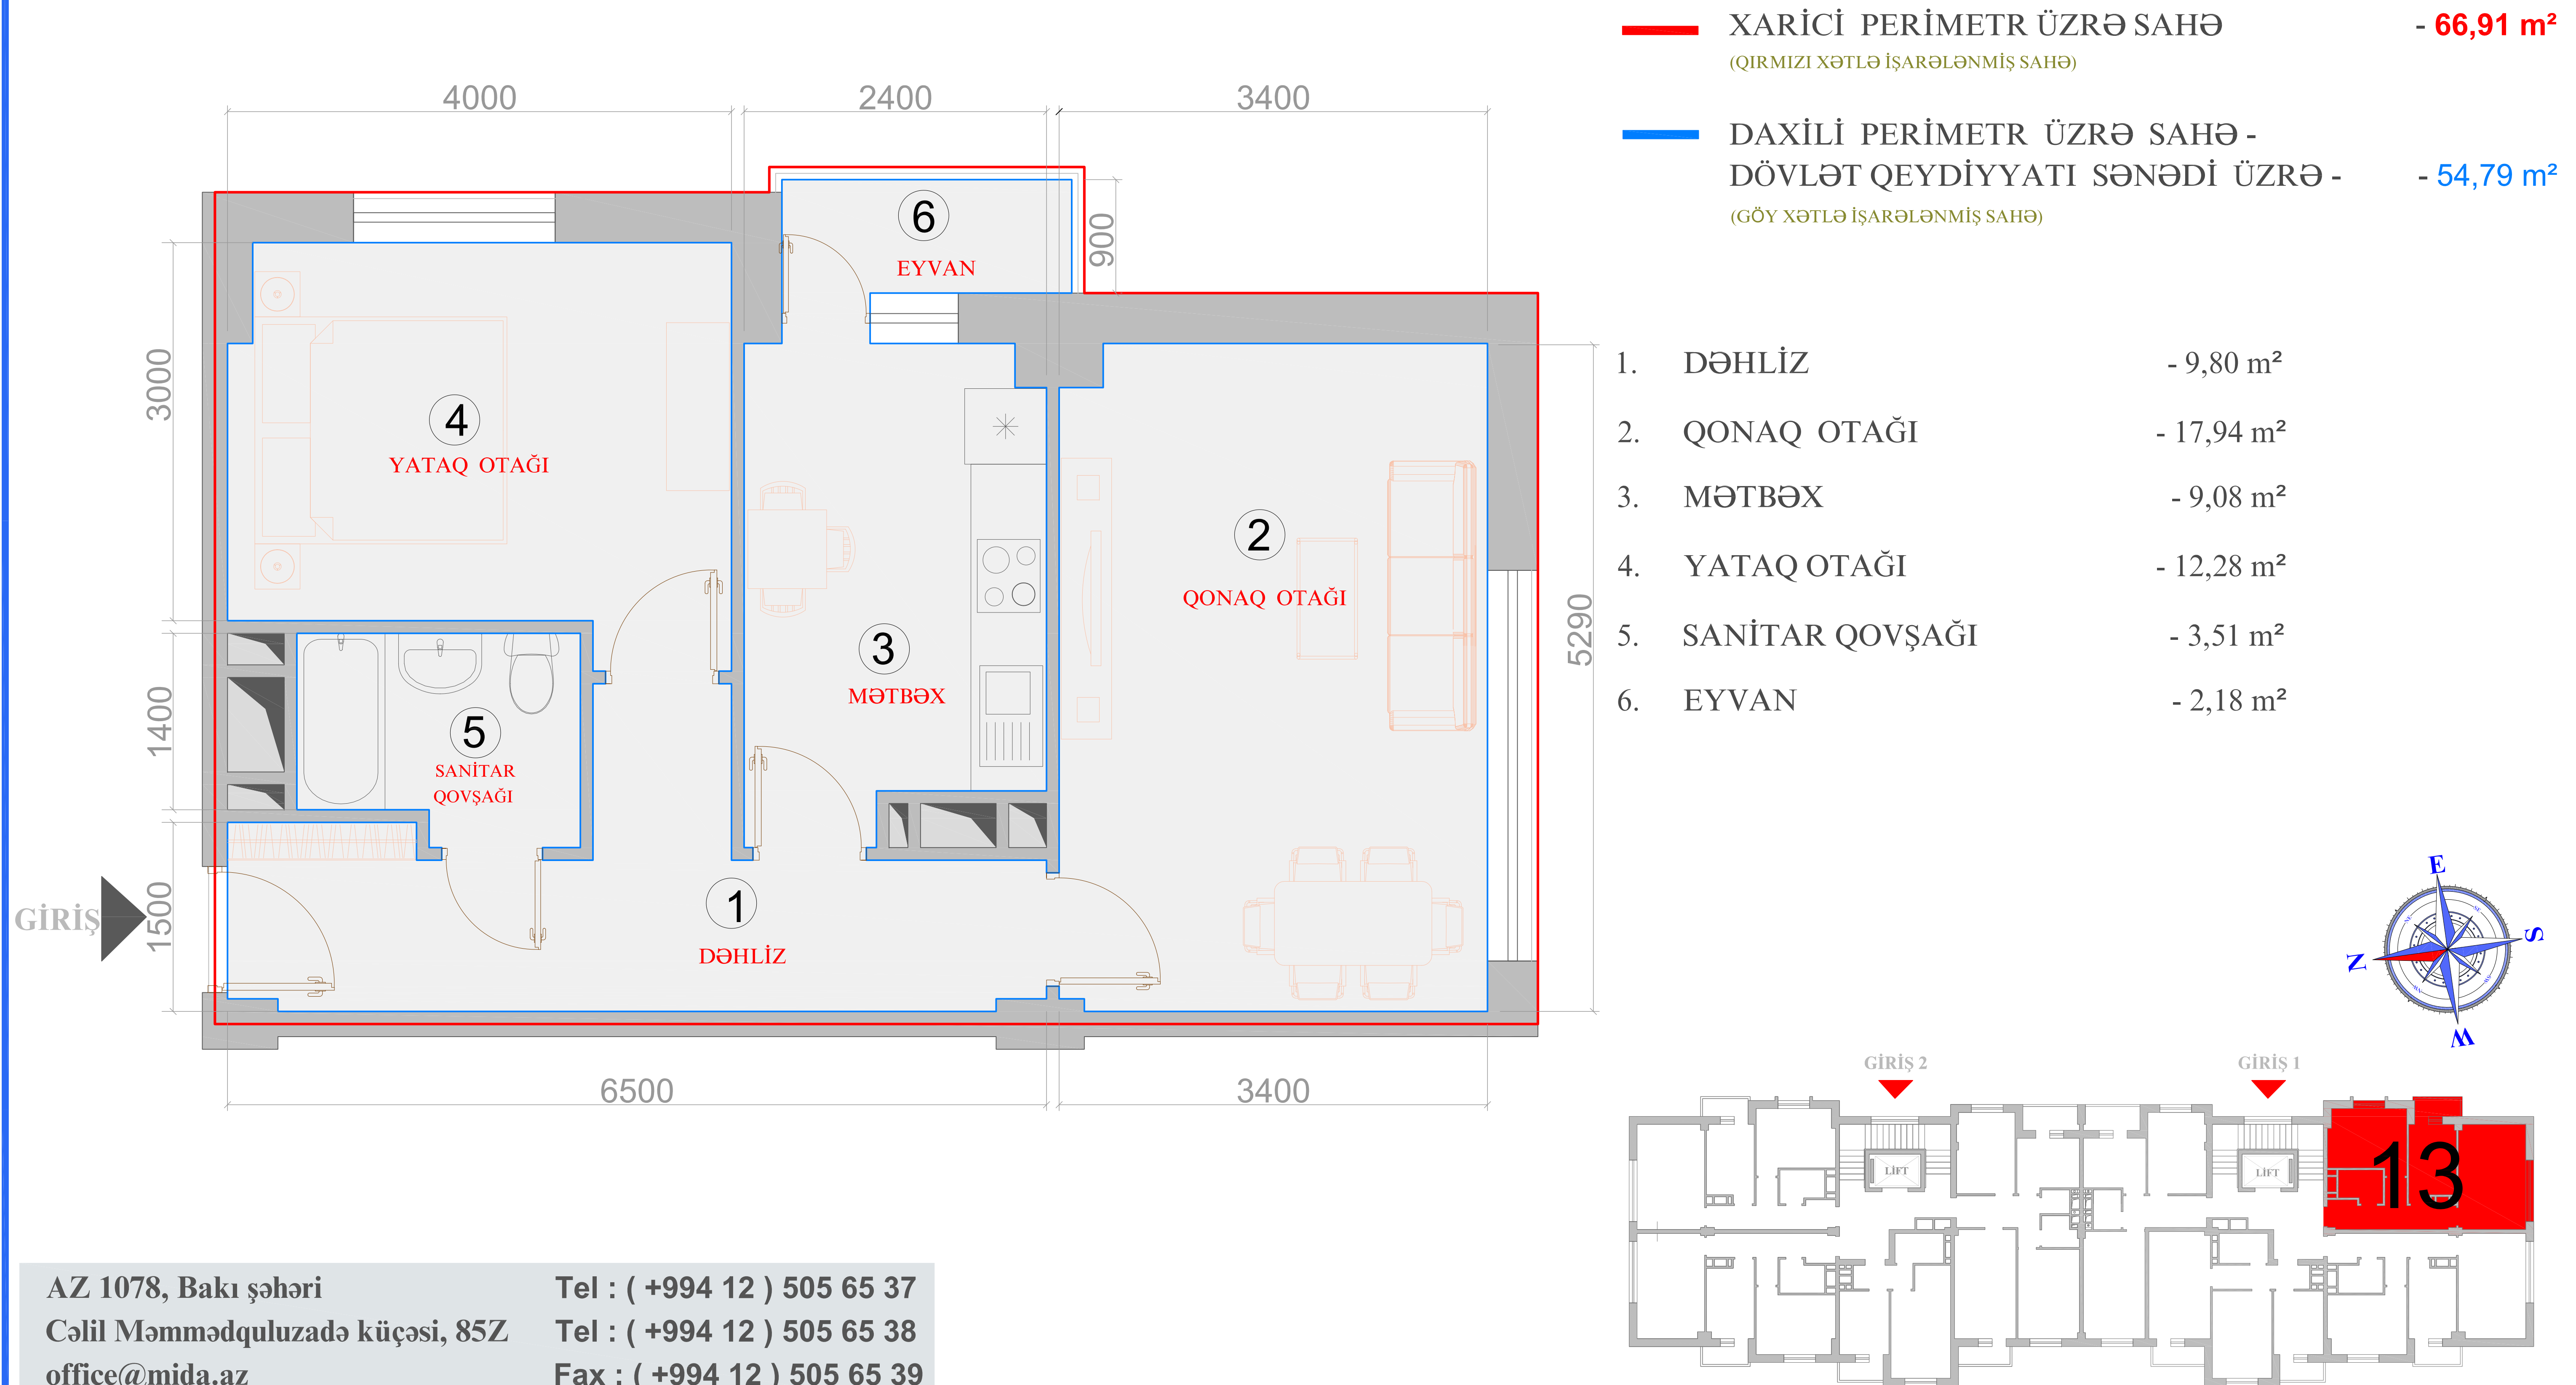 XARİCİ PERİMETR ÜZRƏ SAHƏ - 66,91 m²
(QIRMIZI XƏTLƏ İŞARƏLƏNMİŞ SAHƏ)
DAXİLİ PERİMETR ÜZRƏ SAHƏ -
DÖVLƏT QEYDİYYATI SƏNƏDİ ÜZRƏ - - 54,79 m²
(GÖY XƏTLƏ İŞARƏLƏNMİŞ SAHƏ)
4000
2400
3400
6
EYVAN
900
3000
4
YATAQ OTAĞI
2
QONAQ OTAĞI
3
MƏTBƏX
5290
1400
5
SANİTAR
QOVŞAĞI
1500
GİRİŞ
1
DƏHLİZ
6500
3400
1. DƏHLİZ - 9,80 m²
2. QONAQ OTAĞI - 17,94 m²
3. MƏTBƏX - 9,08 m²
4. YATAQ OTAĞI - 12,28 m²
5. SANİTAR QOVŞAĞI - 3,51 m²
6. EYVAN - 2,18 m²
E
S
N
W
GİRİŞ 2
GİRİŞ 1
LİFT
LİFT
13
AZ 1078, Bakı şəhəri Tel : ( +994 12 ) 505 65 37
Cəlil Məmmədquluzadə küçəsi, 85Z Tel : ( +994 12 ) 505 65 38
office@mida.az Fax : ( +994 12 ) 505 65 39